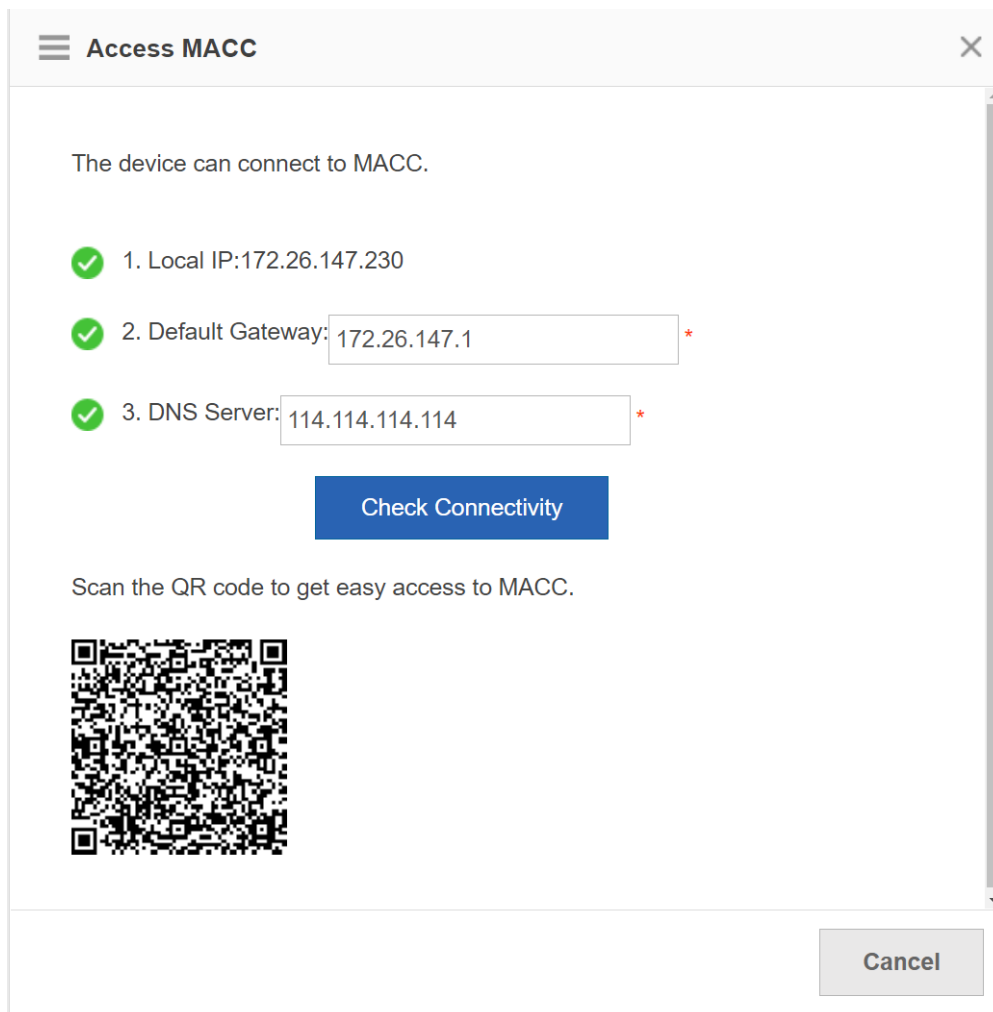 Access MACC
The device can connect to MACC.
1. Local IP:172.26.147.230
2. Default Gateway: 172.26.147.1 *
3. DNS Server: 114.114.114.114 *
Check Connectivity
Scan the QR code to get easy access to MACC.
Cancel